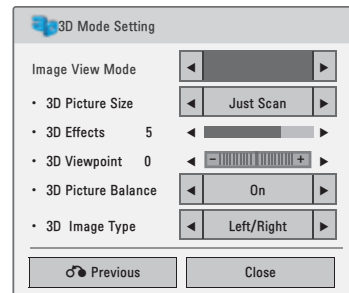 3D Mode Setting
Image View Mode
• 3D Picture Size Just Scan
• 3D Effects 5
• 3D Viewpoint 0 - +
• 3D Picture Balance On
• 3D Image Type Left/Right
Previous Close